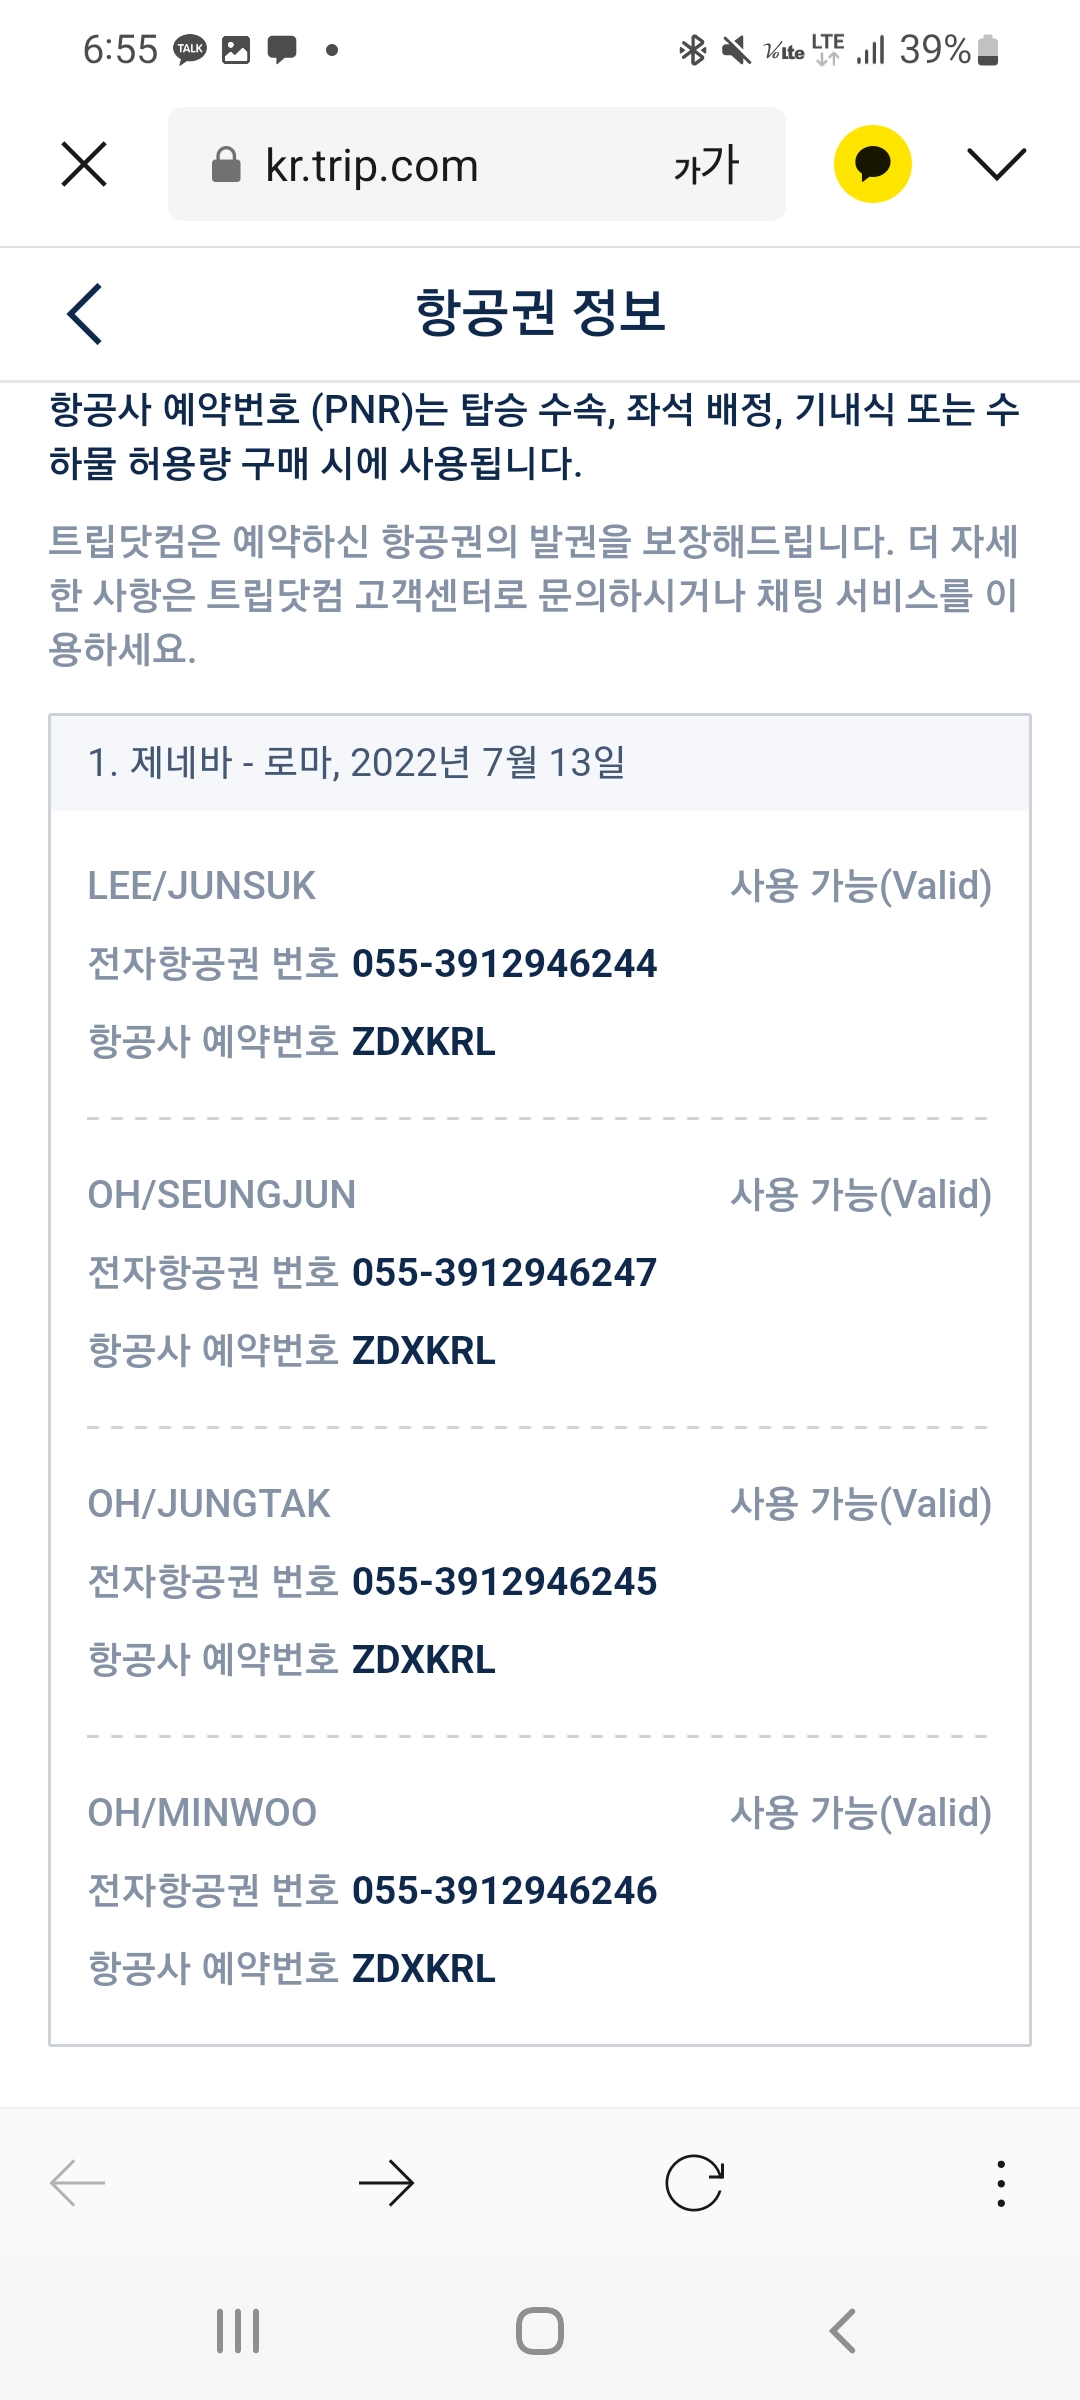 6:55 TALK LTE 39%
kr.trip.com 가가
항공권 정보
항공사 예약번호 (PNR)는 탑승 수속, 좌석 배정, 기내식 또는 수
하물 허용량 구매 시에 사용됩니다.
트립닷컴은 예약하신 항공권의 발권을 보장해드립니다. 더 자세
한 사항은 트립닷컴 고객센터로 문의하시거나 채팅 서비스를 이
용하세요.
1. 제네바 - 로마, 2022년 7월 13일
LEE/JUNSUK 사용 가능(Valid)
전자항공권 번호 055-3912946244
항공사 예약번호 ZDXKRL
OH/SEUNGJUN 사용 가능(Valid)
전자항공권 번호 055-3912946247
항공사 예약번호 ZDXKRL
OH/JUNGTAK 사용 가능(Valid)
전자항공권 번호 055-3912946245
항공사 예약번호 ZDXKRL
OH/MINWOO 사용 가능(Valid)
전자항공권 번호 055-3912946246
항공사 예약번호 ZDXKRL